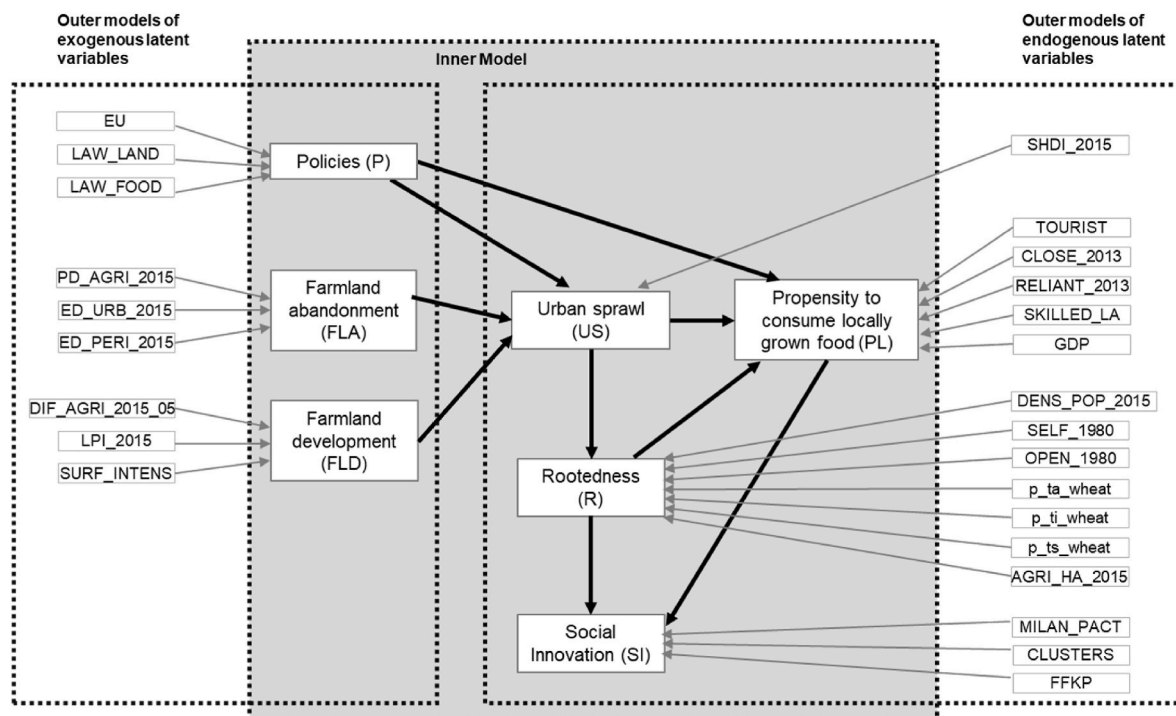 Outer models of
exogenous latent
variables
Inner Model
Outer models of
endogenous latent
variables
EU
LAW_LAND
LAW_FOOD
Policies (P)
SHDI_2015
PD_AGRI_2015
ED_URB_2015
ED_PERI_2015
Farmland
abandonment
(FLA)
Urban sprawl
(US)
Propensity to
consume locally
grown food (PL)
TOURIST
CLOSE_2013
RELIANT_2013
SKILLED_LA
GDP
DIF_AGRI_2015_05
LPI_2015
SURF_INTENS
Farmland
development
(FLD)
Rootedness
(R)
DENS_POP_2015
SELF_1980
OPEN_1980
p_ta_wheat
p_ti_wheat
p_ts_wheat
AGRI_HA_2015
Social
Innovation (SI)
MILAN_PACT
CLUSTERS
FFKP